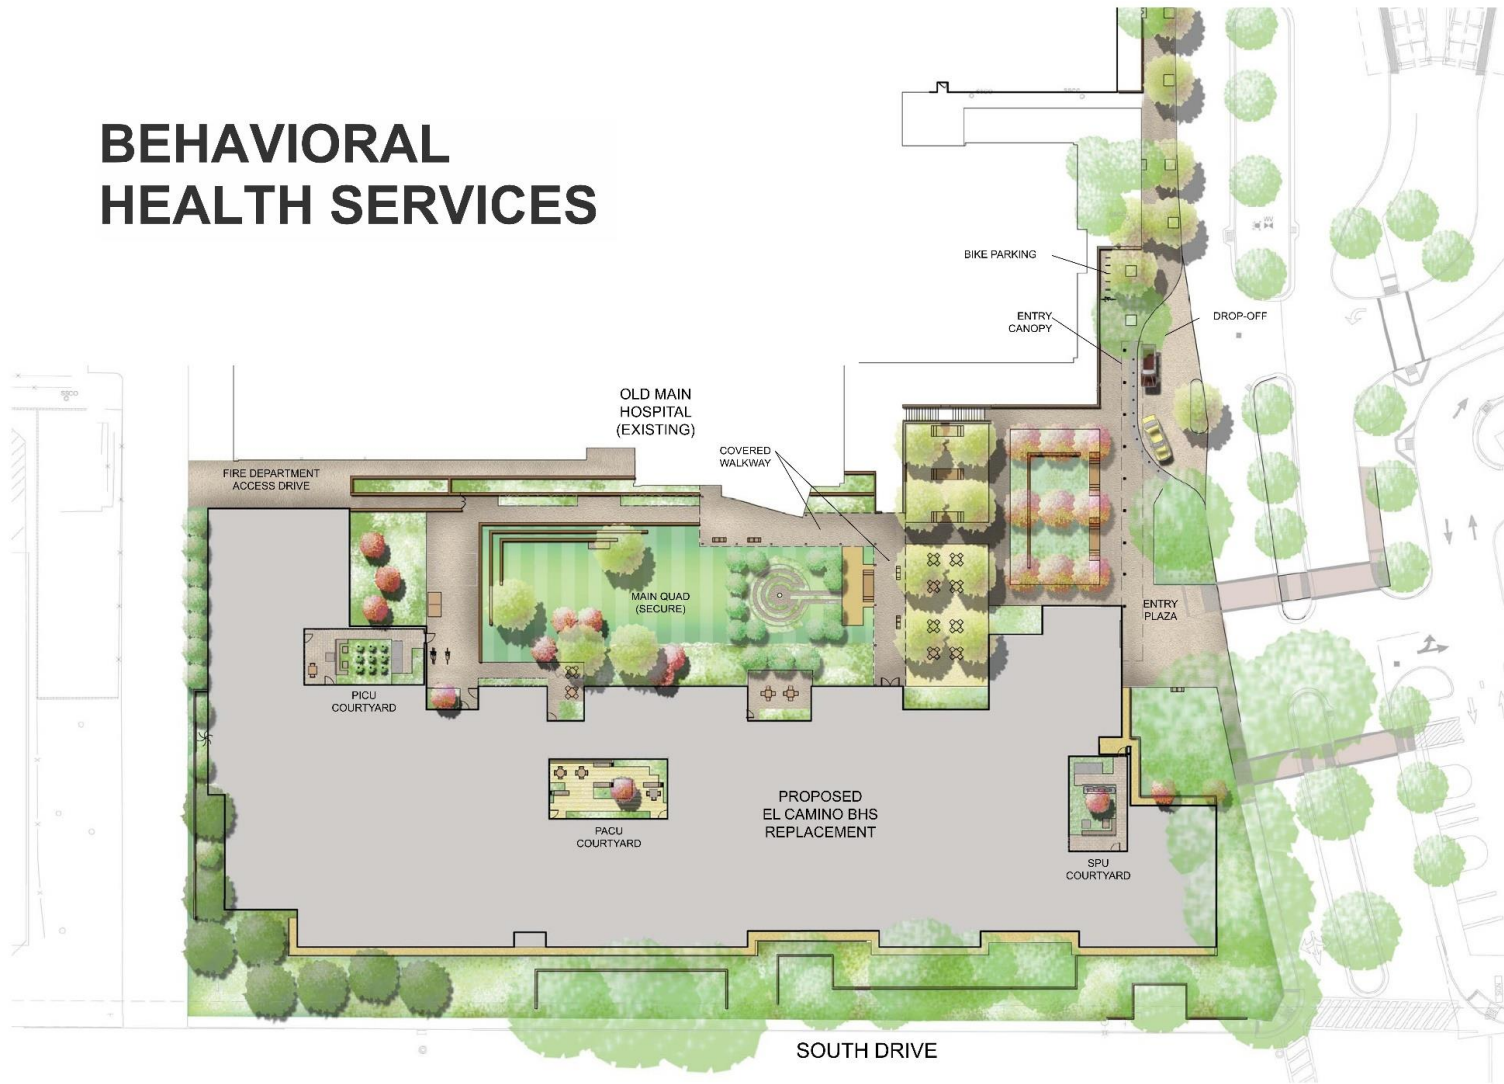 BEHAVIORAL
HEALTH SERVICES
BIKE PARKING
ENTRY
CANOPY
DROP-OFF
OLD MAIN
HOSPITAL
(EXISTING)
COVERED
WALKWAY
FIRE DEPARTMENT
ACCESS DRIVE
MAIN QUAD
(SECURE)
ENTRY
PLAZA
PICU
COURTYARD
PROPOSED
EL CAMINO BHS
REPLACEMENT
PACU
COURTYARD
SPU
COURTYARD
SOUTH DRIVE